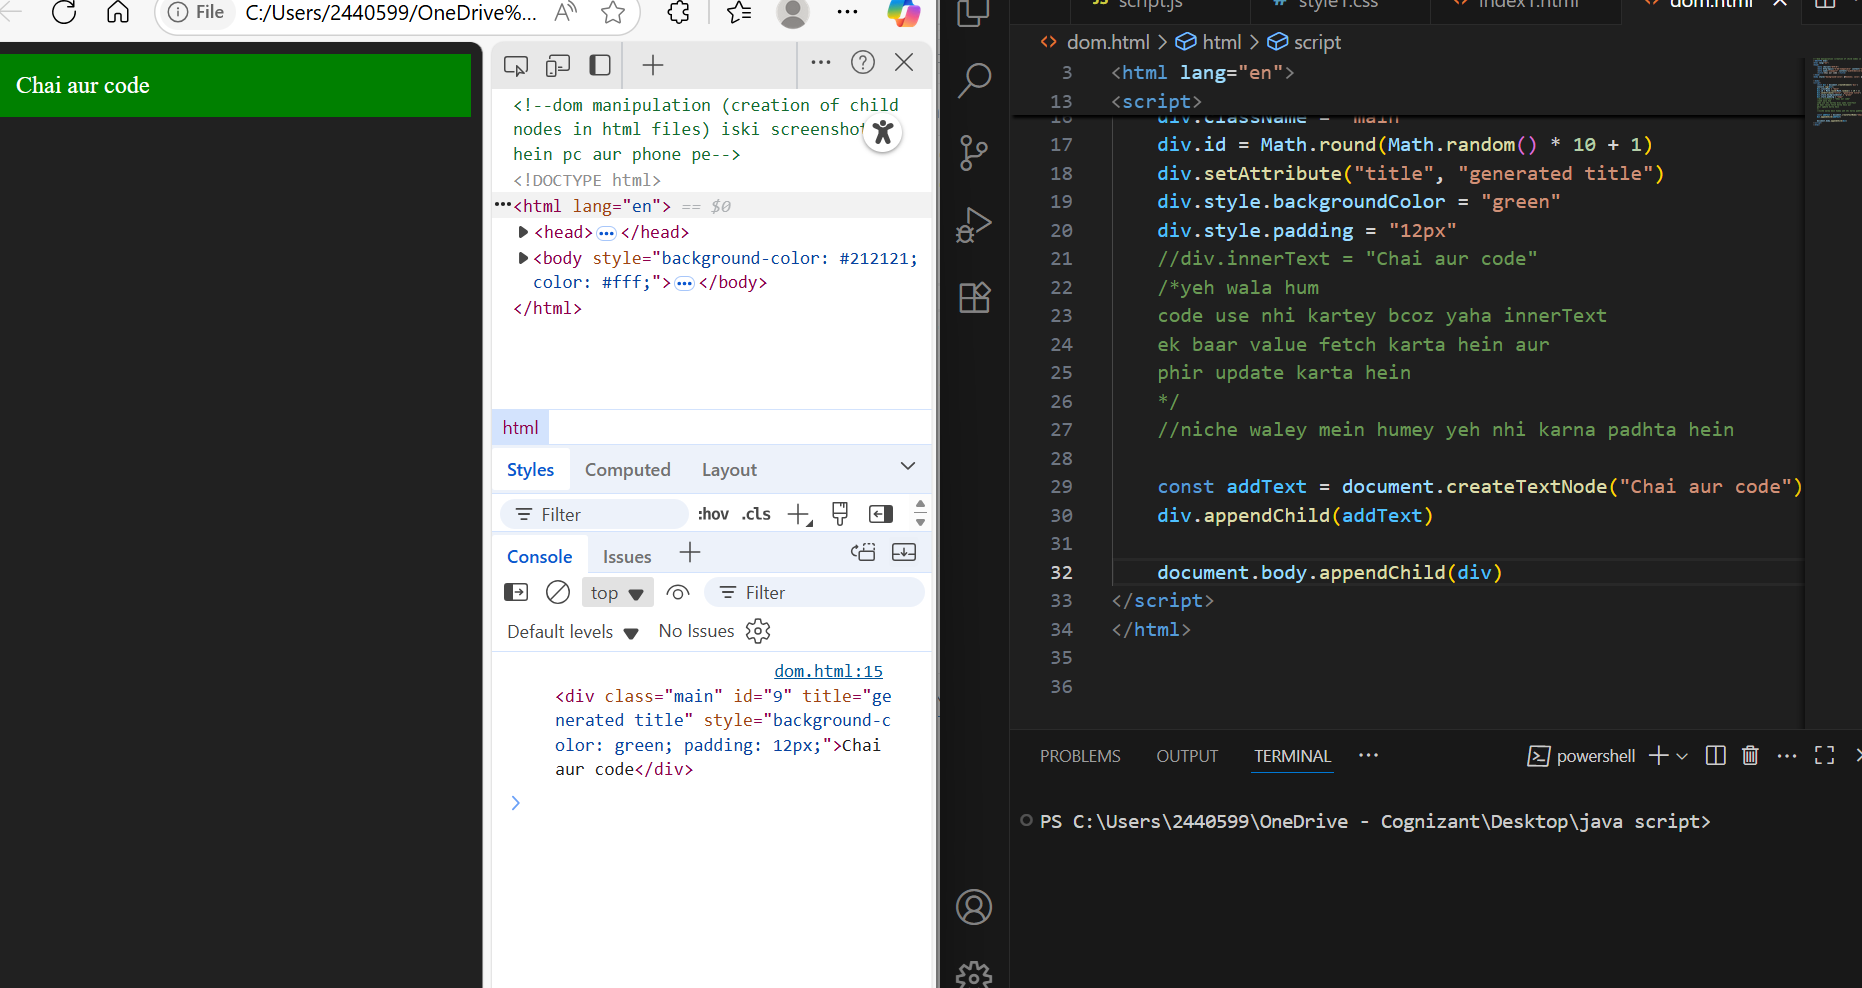 File
C:/Users/2440599/OneDrive%...
Chai aur code
<!--dom manipulation (creation of child
nodes in html files) iski screenshot
hein pc aur phone pe-->
<!DOCTYPE html>
<html lang="en"> == $0
<head> </head>
<body style="background-color: #212121;
color: #fff;"> </body>
</html>
html
Styles
Computed
Layout
Filter
:hov .cls
Console
Issues
top
Filter
Default levels
No Issues
dom.html:15
<div class="main" id="9" title="ge
nerated title" style="background-c
olor: green; padding: 12px;">Chai
aur code</div>
script.js
style1.css
index1.html
dom.html
dom.html > html > script
3 <html lang="en">
13 <script>
16 div.className = "main"
17 div.id = Math.round(Math.random() * 10 + 1)
18 div.setAttribute("title", "generated title")
19 div.style.backgroundColor = "green"
20 div.style.padding = "12px"
21 //div.innerText = "Chai aur code"
22 /*yeh wala hum
23 code use nhi kartey bcoz yaha innerText
24 ek baar value fetch karta hein aur
25 phir update karta hein
26 */
27 //niche waley mein humey yeh nhi karna padhta hein
28
29 const addText = document.createTextNode("Chai aur code")
30 div.appendChild(addText)
31
32 document.body.appendChild(div)
33 </script>
34 </html>
35
36
PROBLEMS
OUTPUT
TERMINAL
powershell
PS C:\Users\2440599\OneDrive - Cognizant\Desktop\java script>